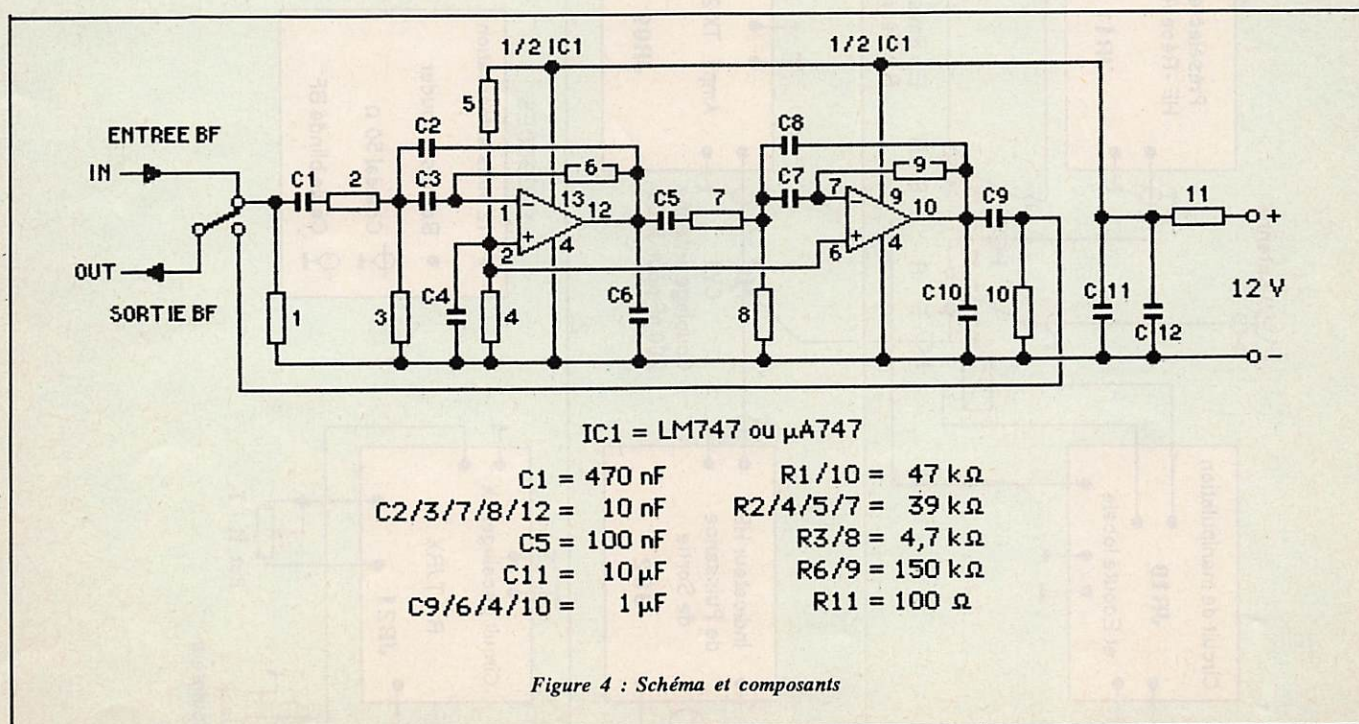 1/2 IC1
1/2 IC1
5
C2
C8
ENTREE BF
IN
C1
2
C3
6
13
12
1
2
4
C5
7
C7
7
9
9
10
6
4
C9
11
+
OUT
SORTIE BF
1
3
C4
4
C6
8
C10
10
C 11
C 12
12 V
−
IC1 = LM747 ou µA747
C1 = 470 nF
C2/3/7/8/12 = 10 nF
C5 = 100 nF
C11 = 10 µF
C9/6/4/10 = 1 µF
R1/10 = 47 kΩ
R2/4/5/7 = 39 kΩ
R3/8 = 4,7 kΩ
R6/9 = 150 kΩ
R11 = 100 Ω
Figure 4 : Schéma et composants